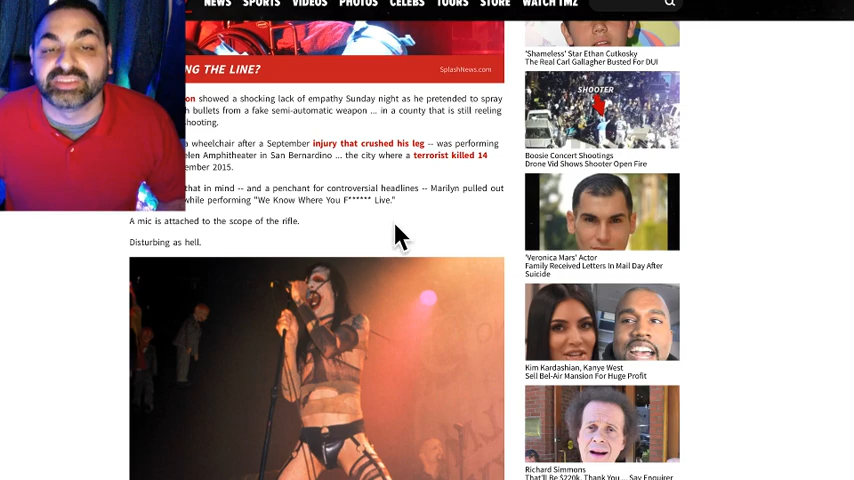 NEWS SPORTS VIDEOS PHOTOS CELEBS TOURS STORE WATCH TMZ
NG THE LINE?
SplashNews.com
on showed a shocking lack of empathy Sunday night as he pretended to spray
h bullets from a fake semi-automatic weapon ... in a county that is still reeling
hooting.
a wheelchair after a September injury that crushed his leg -- was performing
elen Amphitheater in San Bernardino ... the city where a terrorist killed 14
ember 2015.
that in mind -- and a penchant for controversial headlines -- Marilyn pulled out
while performing "We Know Where You F****** Live."
A mic is attached to the scope of the rifle.
Disturbing as hell.
'Shameless' Star Ethan Cutkosky
The Real Carl Gallagher Busted For DUI
SHOOTER
Boosie Concert Shootings
Drone Vid Shows Shooter Open Fire
'Veronica Mars' Actor
Family Received Letters In Mail Day After
Suicide
Kim Kardashian, Kanye West
Sell Bel-Air Mansion For Huge Profit
Richard Simmons
That'll Be $220k, Thank You ... Say Enquirer